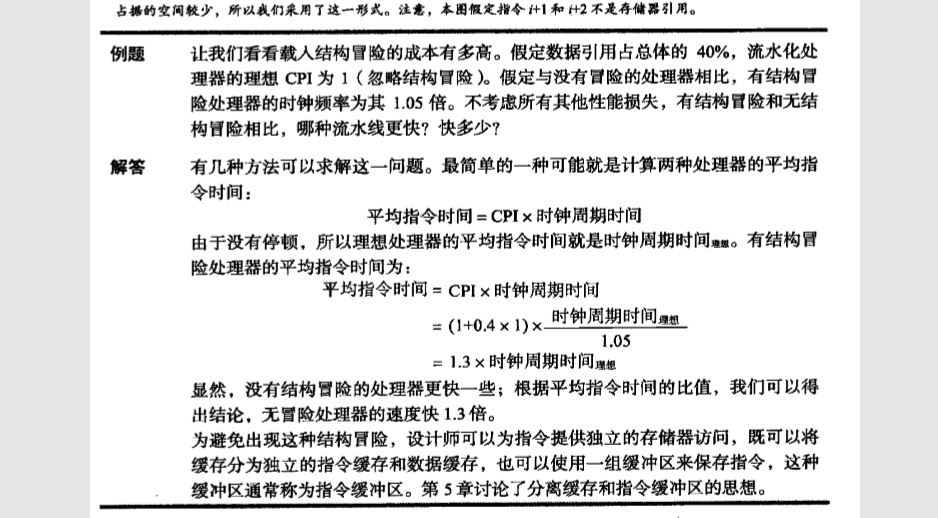 占据的空间较少，所以我们采用了这一形式。注意，本图假定指令 i+1 和 i+2 不是存储器引用。
例题 让我们看看载入结构冒险的成本有多高。假定数据引用占总体的 40%，流水化处
理器的理想 CPI 为 1（忽略结构冒险）。假定与没有冒险的处理器相比，有结构冒
险处理器的时钟频率为其 1.05 倍。不考虑所有其他性能损失，有结构冒险和无结
构冒险相比，哪种流水线更快？快多少？
解答 有几种方法可以求解这一问题。最简单的一种可能就是计算两种处理器的平均指
令时间：
平均指令时间 = CPI × 时钟周期时间
由于没有停顿，所以理想处理器的平均指令时间就是时钟周期时间理想。有结构冒
险处理器的平均指令时间为：
平均指令时间 = CPI × 时钟周期时间
= (1+0.4 × 1) × 时钟周期时间理想
1.05
= 1.3 × 时钟周期时间理想
显然，没有结构冒险的处理器更快一些；根据平均指令时间的比值，我们可以得
出结论，无冒险处理器的速度快 1.3 倍。
为避免出现这种结构冒险，设计师可以为指令提供独立的存储器访问，既可以将
缓存分为独立的指令缓存和数据缓存，也可以使用一组缓冲区来保存指令，这种
缓冲区通常称为指令缓冲区。第 5 章讨论了分离缓存和指令缓冲区的思想。